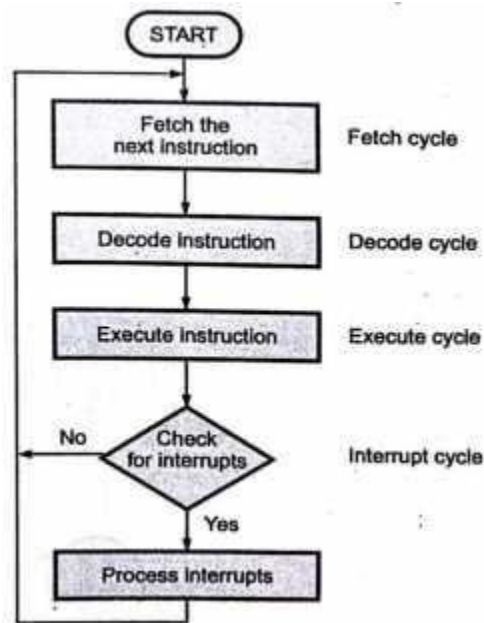 START
Fetch the
next instruction
Fetch cycle
Decode instruction
Decode cycle
Execute instruction
Execute cycle
Check
for interrupts
No
Interrupt cycle
Yes
Process interrupts